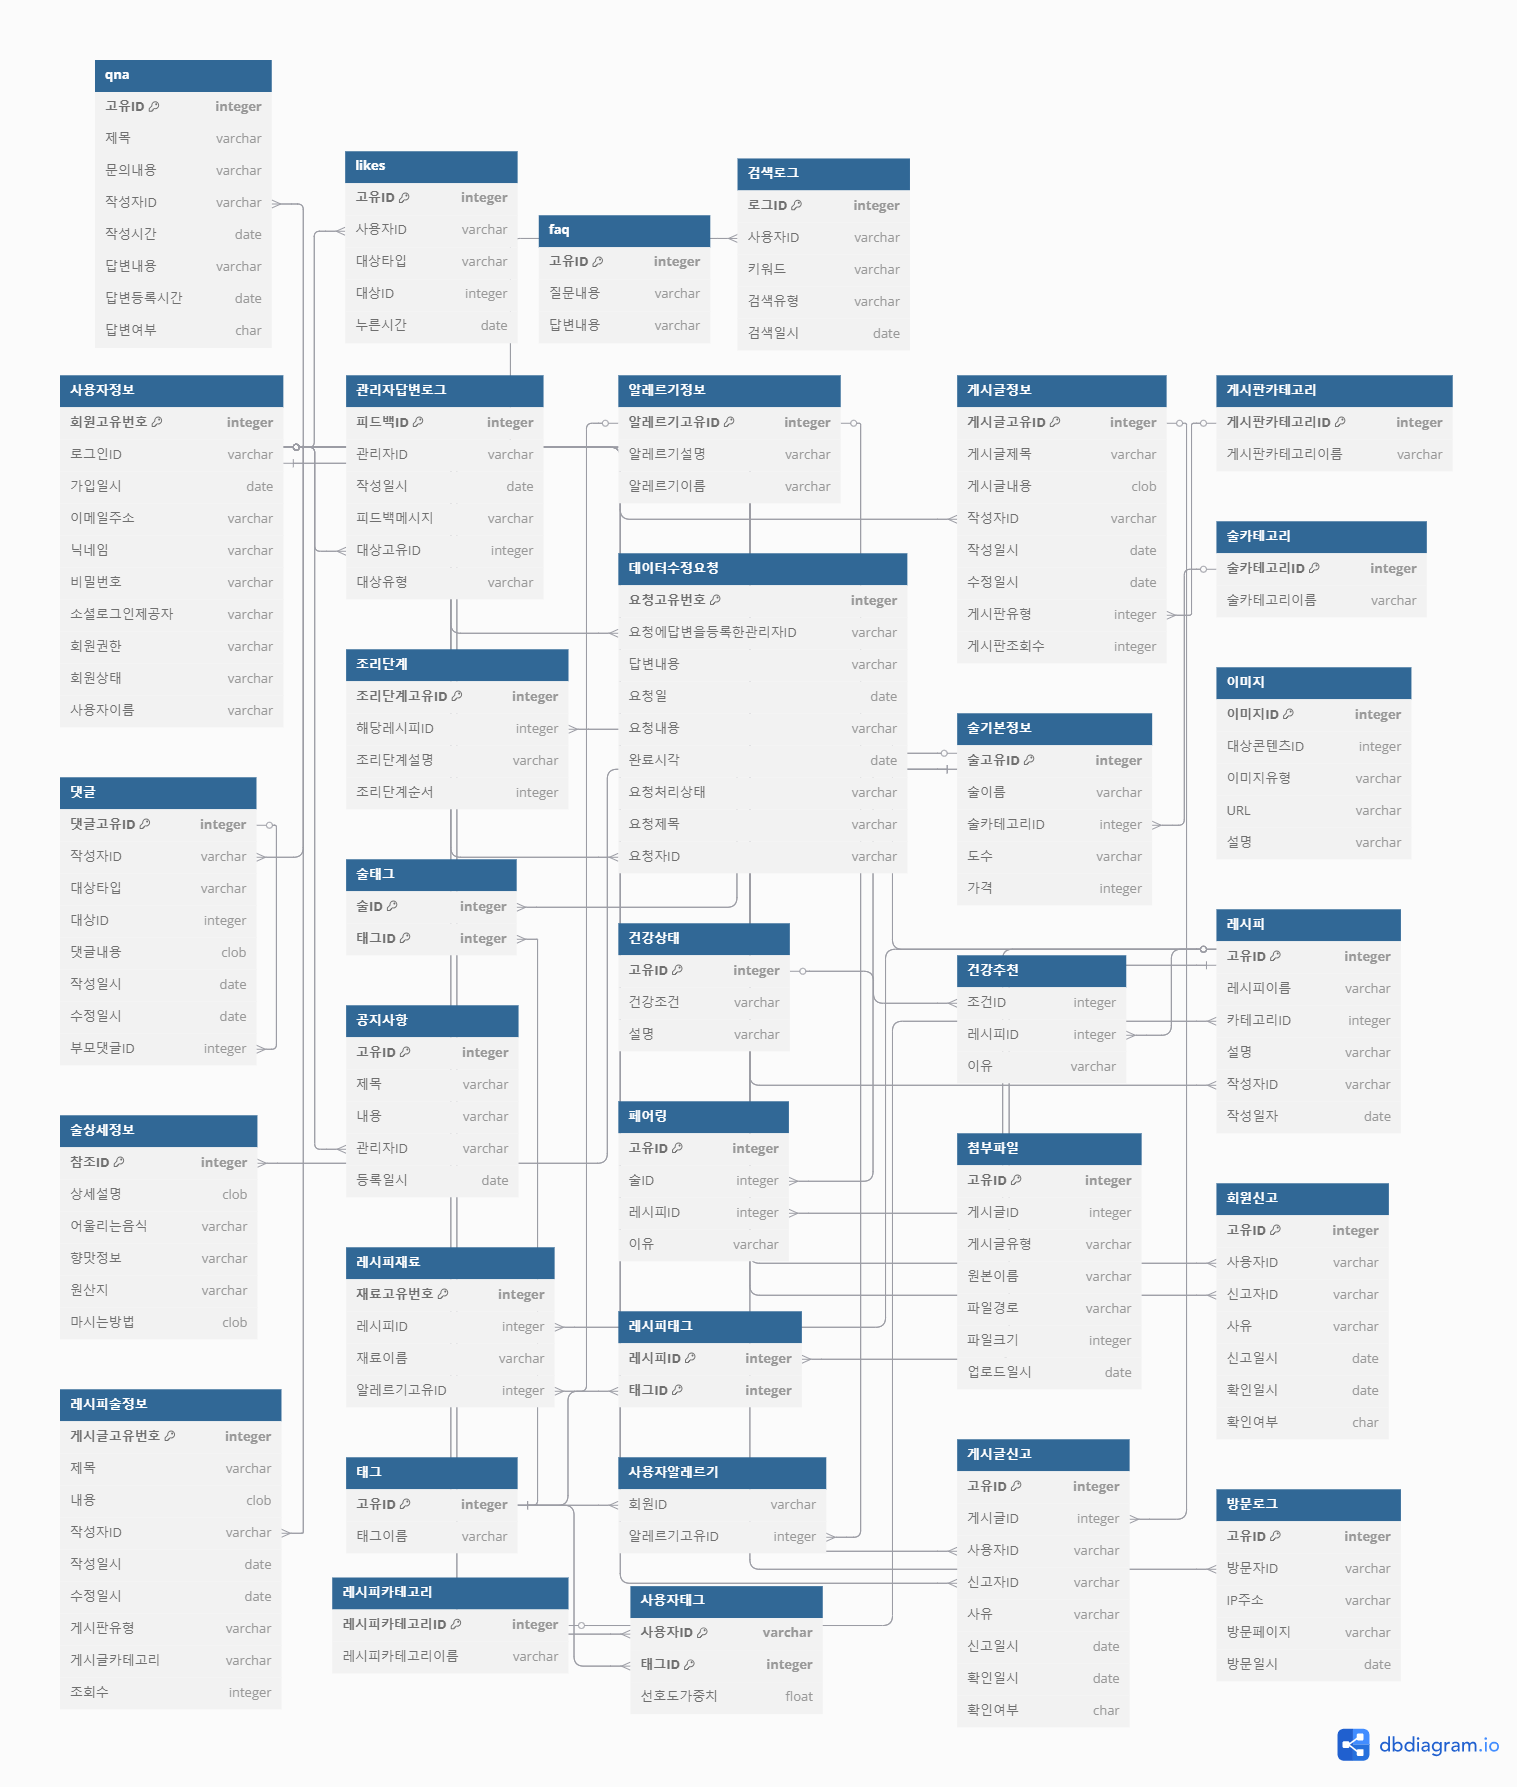 qna
고유ID integer
제목 varchar
문의내용 varchar
작성자ID varchar
작성시간 date
답변내용 varchar
답변등록시간 date
답변여부 char
likes
고유ID integer
사용자ID varchar
대상타입 varchar
대상ID integer
누른시간 date
faq
고유ID integer
질문내용 varchar
답변내용 varchar
검색로그
로그ID integer
사용자ID varchar
키워드 varchar
검색유형 varchar
검색일시 date
사용자정보
회원고유번호 integer
로그인ID varchar
가입일시 date
이메일주소 varchar
닉네임 varchar
비밀번호 varchar
소셜로그인제공자 varchar
회원권한 varchar
회원상태 varchar
사용자이름 varchar
관리자답변로그
피드백ID integer
관리자ID varchar
작성일시 date
피드백메시지 varchar
대상고유ID integer
대상유형 varchar
알레르기정보
알레르기고유ID integer
알레르기설명 varchar
알레르기이름 varchar
게시글정보
게시글고유ID integer
게시글제목 varchar
게시글내용 clob
작성자ID varchar
작성일시 date
수정일시 date
게시판유형 integer
게시판조회수 integer
게시판카테고리
게시판카테고리ID integer
게시판카테고리이름 varchar
술카테고리
술카테고리ID integer
술카테고리이름 varchar
데이터수정요청
요청고유번호 integer
요청에답변을등록한관리자ID varchar
답변내용 varchar
요청일 date
요청내용 varchar
완료시각 date
요청처리상태 varchar
요청제목 varchar
요청자ID varchar
조리단계
조리단계고유ID integer
해당레시피ID integer
조리단계설명 varchar
조리단계순서 integer
이미지
이미지ID integer
대상콘텐츠ID integer
이미지유형 varchar
URL varchar
설명 varchar
술기본정보
술고유ID integer
술이름 varchar
술카테고리ID integer
도수 varchar
가격 integer
댓글
댓글고유ID integer
작성자ID varchar
대상타입 varchar
대상ID integer
댓글내용 clob
작성일시 date
수정일시 date
부모댓글ID integer
술태그
술ID integer
태그ID integer
건강상태
고유ID integer
건강조건 varchar
설명 varchar
건강추천
조건ID integer
레시피ID integer
이유 varchar
레시피
고유ID integer
레시피이름 varchar
카테고리ID integer
설명 varchar
작성자ID varchar
작성일자 date
공지사항
고유ID integer
제목 varchar
내용 varchar
관리자ID varchar
등록일시 date
술상세정보
참조ID integer
상세설명 clob
어울리는음식 varchar
향맛정보 varchar
원산지 varchar
마시는방법 clob
페어링
고유ID integer
술ID integer
레시피ID integer
이유 varchar
첨부파일
고유ID integer
게시글ID integer
게시글유형 varchar
원본이름 varchar
파일경로 varchar
파일크기 integer
업로드일시 date
회원신고
고유ID integer
사용자ID varchar
신고자ID varchar
사유 varchar
신고일시 date
확인일시 date
확인여부 char
레시피재료
재료고유번호 integer
레시피ID integer
재료이름 varchar
알레르기고유ID integer
레시피태그
레시피ID integer
태그ID integer
레시피술정보
게시글고유번호 integer
제목 varchar
내용 clob
작성자ID varchar
작성일시 date
수정일시 date
게시판유형 varchar
게시글카테고리 varchar
조회수 integer
태그
고유ID integer
태그이름 varchar
사용자알레르기
회원ID varchar
알레르기고유ID integer
게시글신고
고유ID integer
게시글ID integer
사용자ID varchar
신고자ID varchar
사유 varchar
신고일시 date
확인일시 date
확인여부 char
방문로그
고유ID integer
방문자ID varchar
IP주소 varchar
방문페이지 varchar
방문일시 date
레시피카테고리
레시피카테고리ID integer
레시피카테고리이름 varchar
사용자태그
사용자ID varchar
태그ID integer
선호도가중치 float
dbdiagram.io